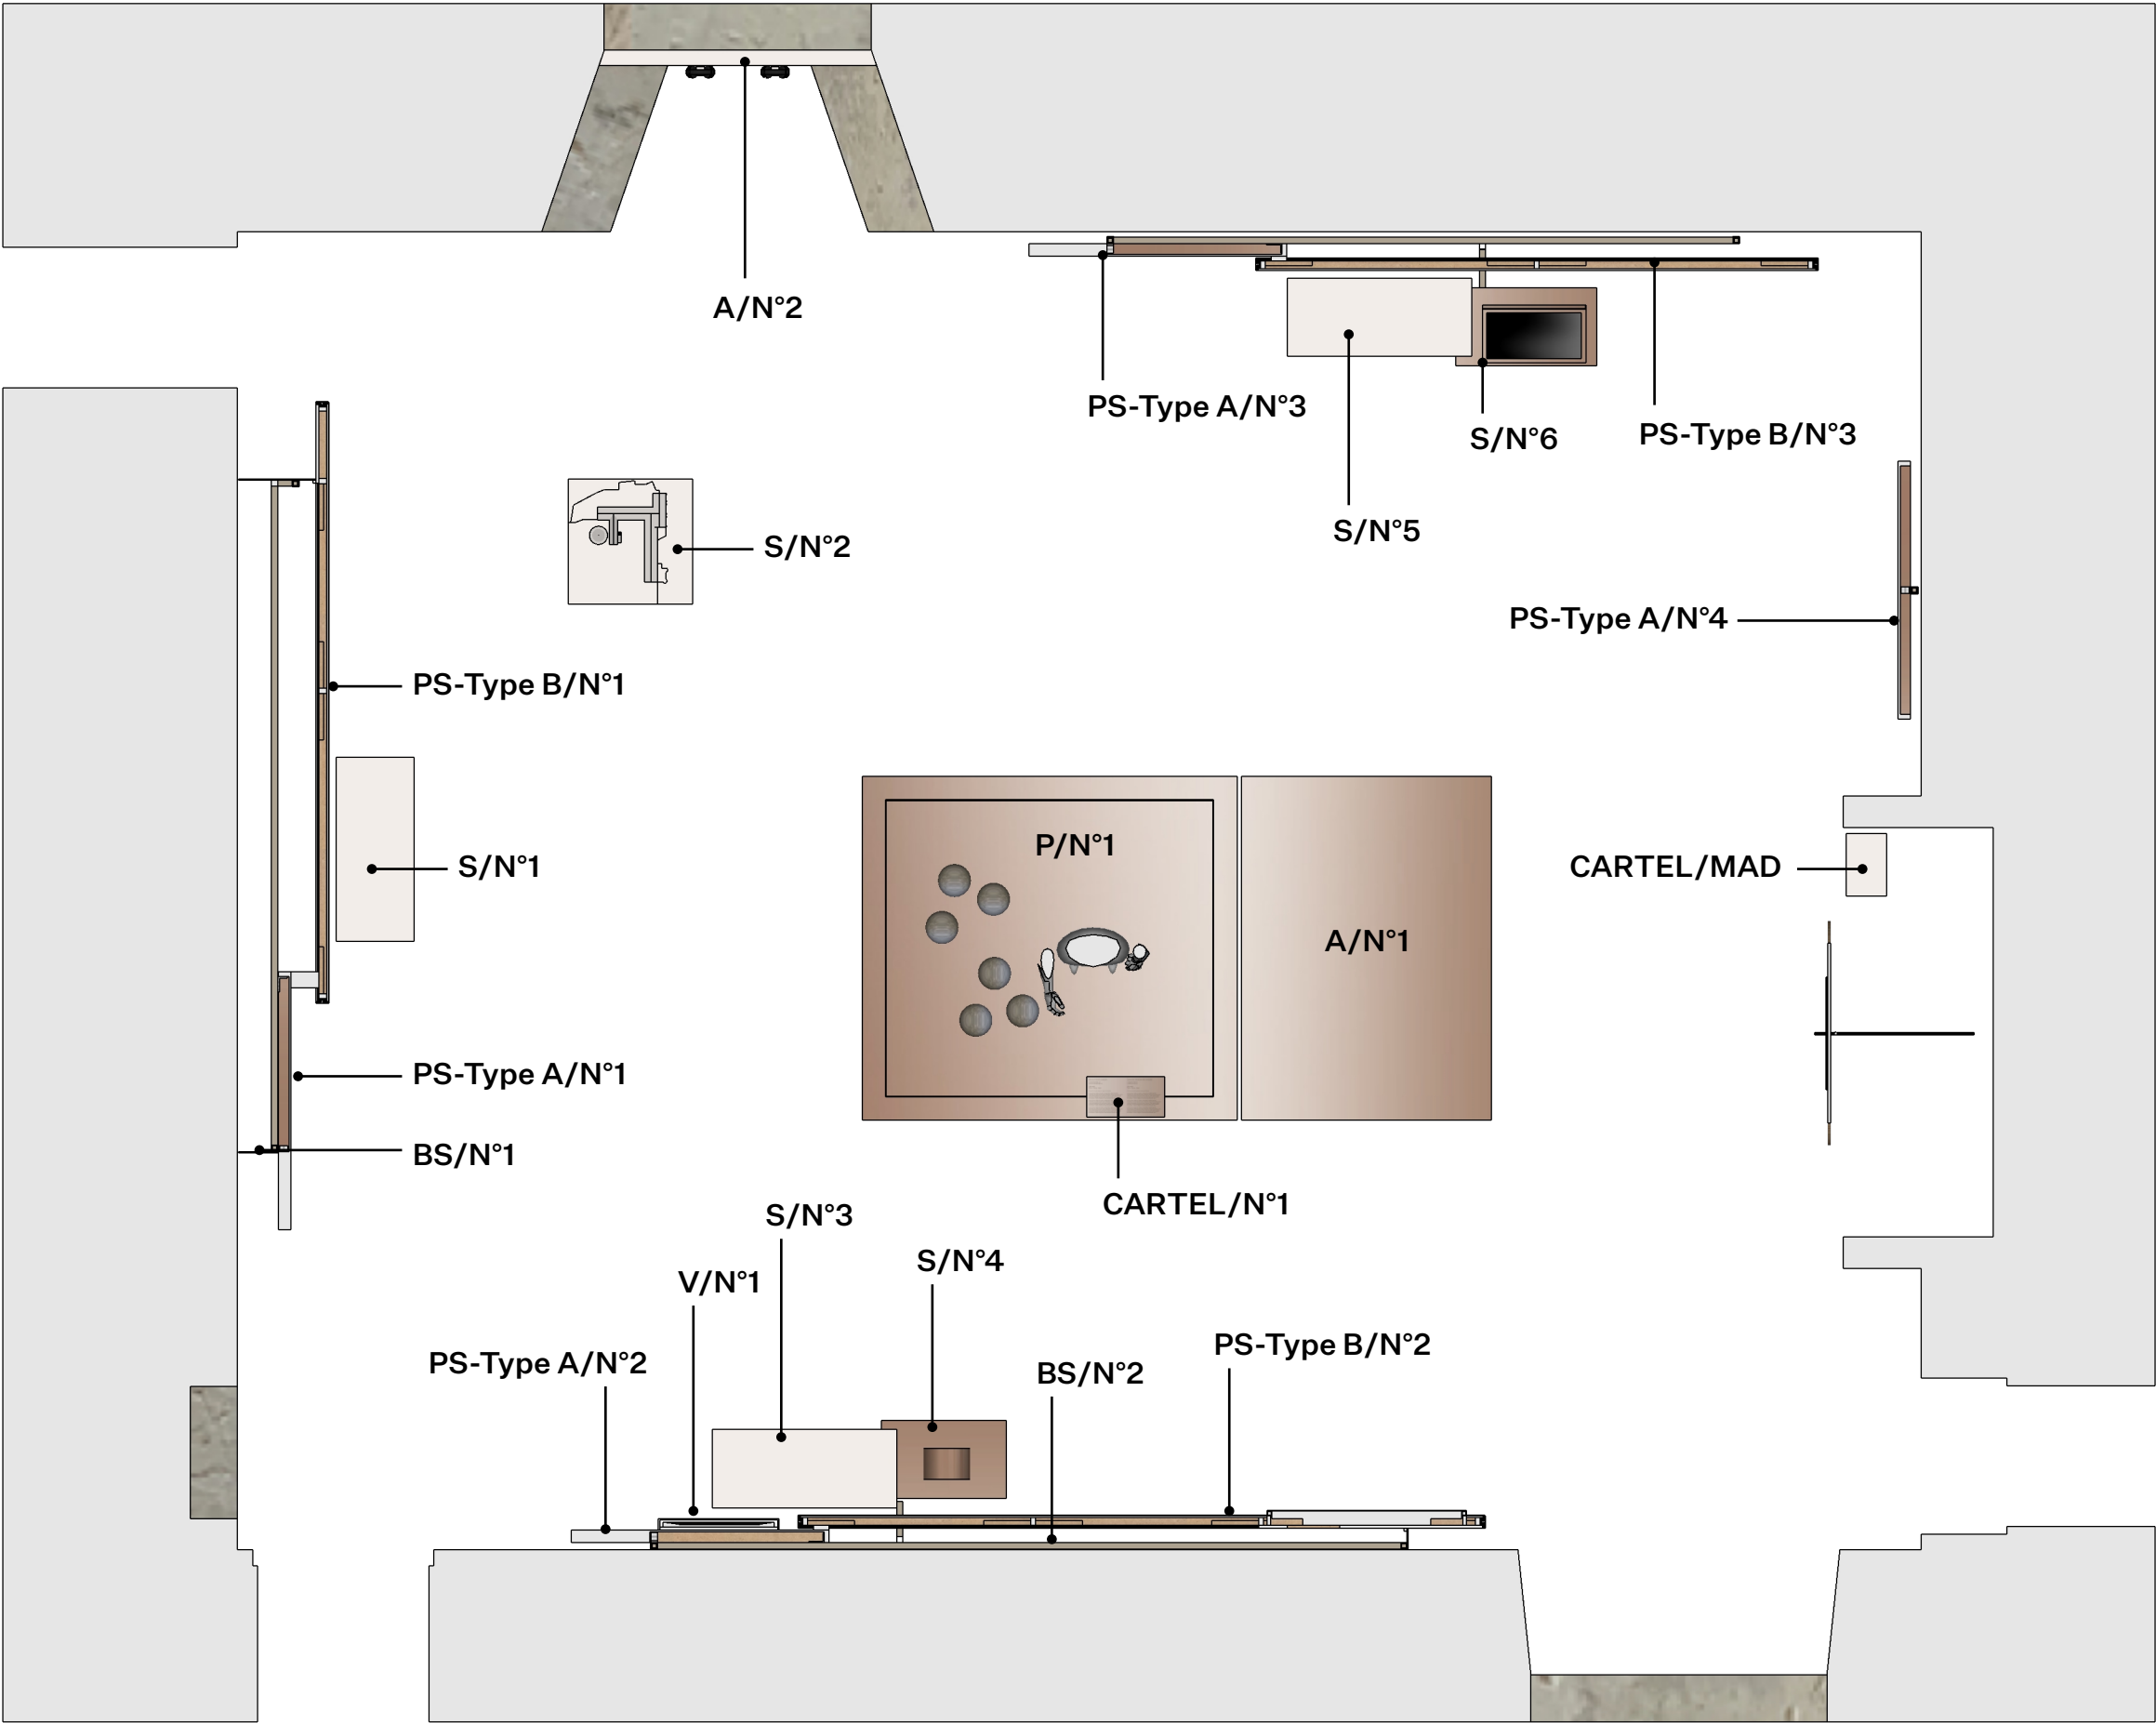 A/N°2
PS-Type A/N°3
S/N°6
PS-Type B/N°3
S/N°5
S/N°2
PS-Type A/N°4
PS-Type B/N°1
P/N°1
S/N°1
CARTEL/MAD
A/N°1
PS-Type A/N°1
BS/N°1
CARTEL/N°1
S/N°3
S/N°4
V/N°1
PS-Type B/N°2
PS-Type A/N°2
BS/N°2